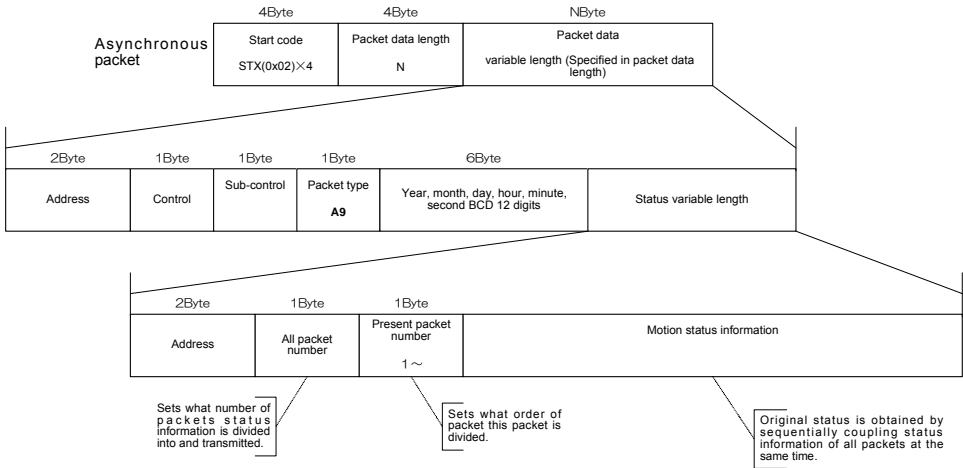 4Byte 4Byte NByte
Asynchronous
packet
Start code
STX(0x02)×4
Packet data length
N
Packet data
variable length (Specified in packet data
length)
2Byte 1Byte 1Byte 1Byte 6Byte
Address
Control
Sub-control
Packet type
A9
Year, month, day, hour, minute,
second BCD 12 digits
Status variable length
2Byte 1Byte 1Byte
Address
All packet
number
Present packet
number
1～
Motion status information
Sets what number of
packets status
information is divided
into and transmitted.
Sets what order of
packet this packet is
divided.
Original status is obtained by
sequentially coupling status
information of all packets at the
same time.